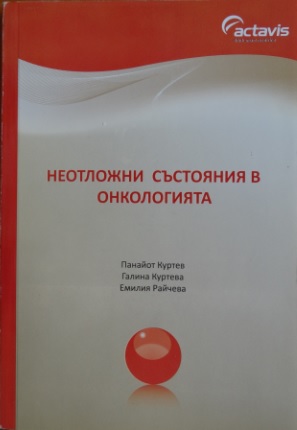 actavis
НЕОТЛОЖНИ СЪСТОЯНИЯ В
ОНКОЛОГИЯТА
Панайот Куртев
Галина Куртева
Емилия Райчева